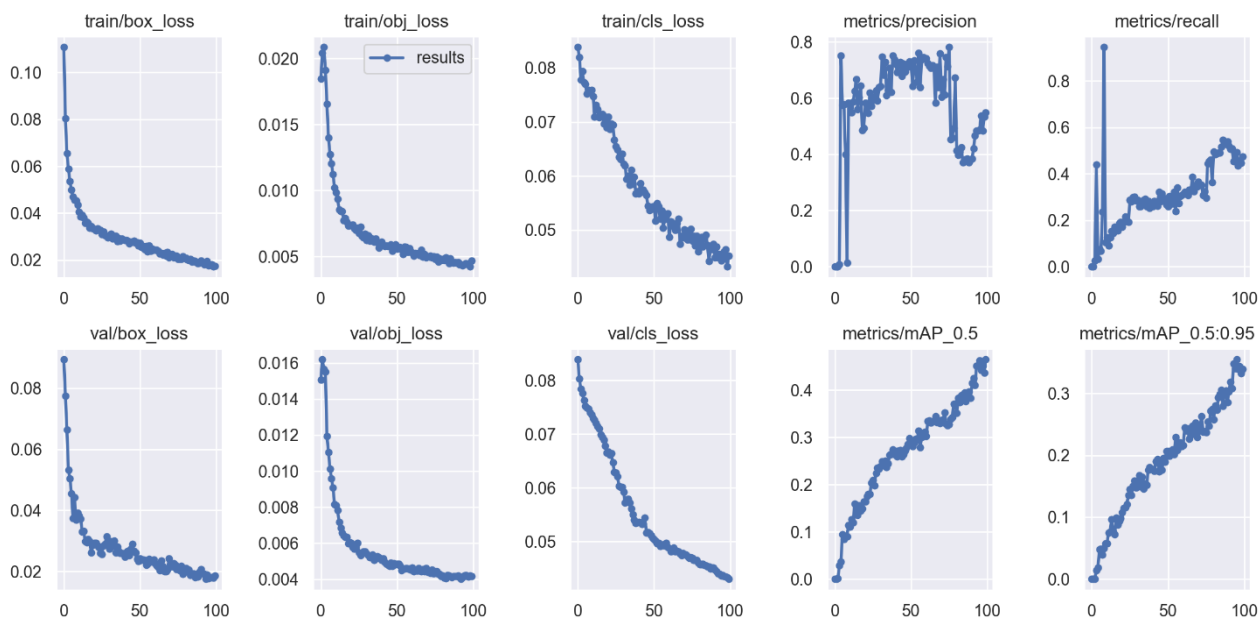 train/box_loss
train/obj_loss
train/cls_loss
metrics/precision
metrics/recall
results
0.10
0.08
0.06
0.04
0.02
0 50 100
0.020
0.015
0.010
0.005
0 50 100
0.08
0.07
0.06
0.05
0 50 100
0.8
0.6
0.4
0.2
0.0
0 50 100
0.8
0.6
0.4
0.2
0.0
0 50 100
val/box_loss
val/obj_loss
val/cls_loss
metrics/mAP_0.5
metrics/mAP_0.5:0.95
0.08
0.06
0.04
0.02
0 50 100
0.016
0.014
0.012
0.010
0.008
0.006
0.004
0 50 100
0.08
0.07
0.06
0.05
0 50 100
0.4
0.3
0.2
0.1
0.0
0 50 100
0.3
0.2
0.1
0.0
0 50 100